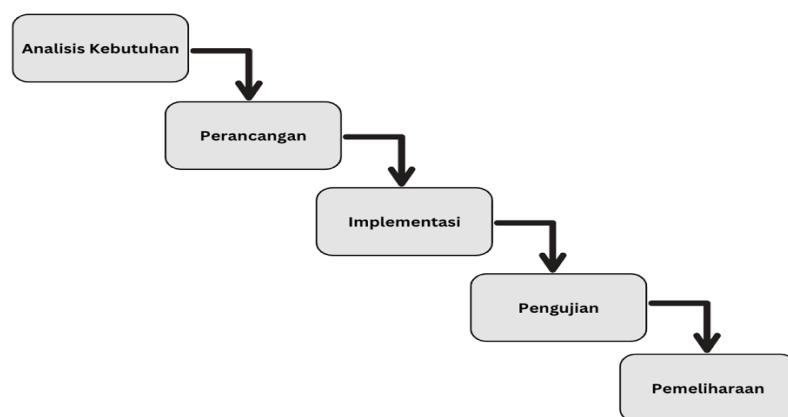 Analisis Kebutuhan
Perancangan
Implementasi
Pengujian
Pemeliharaan